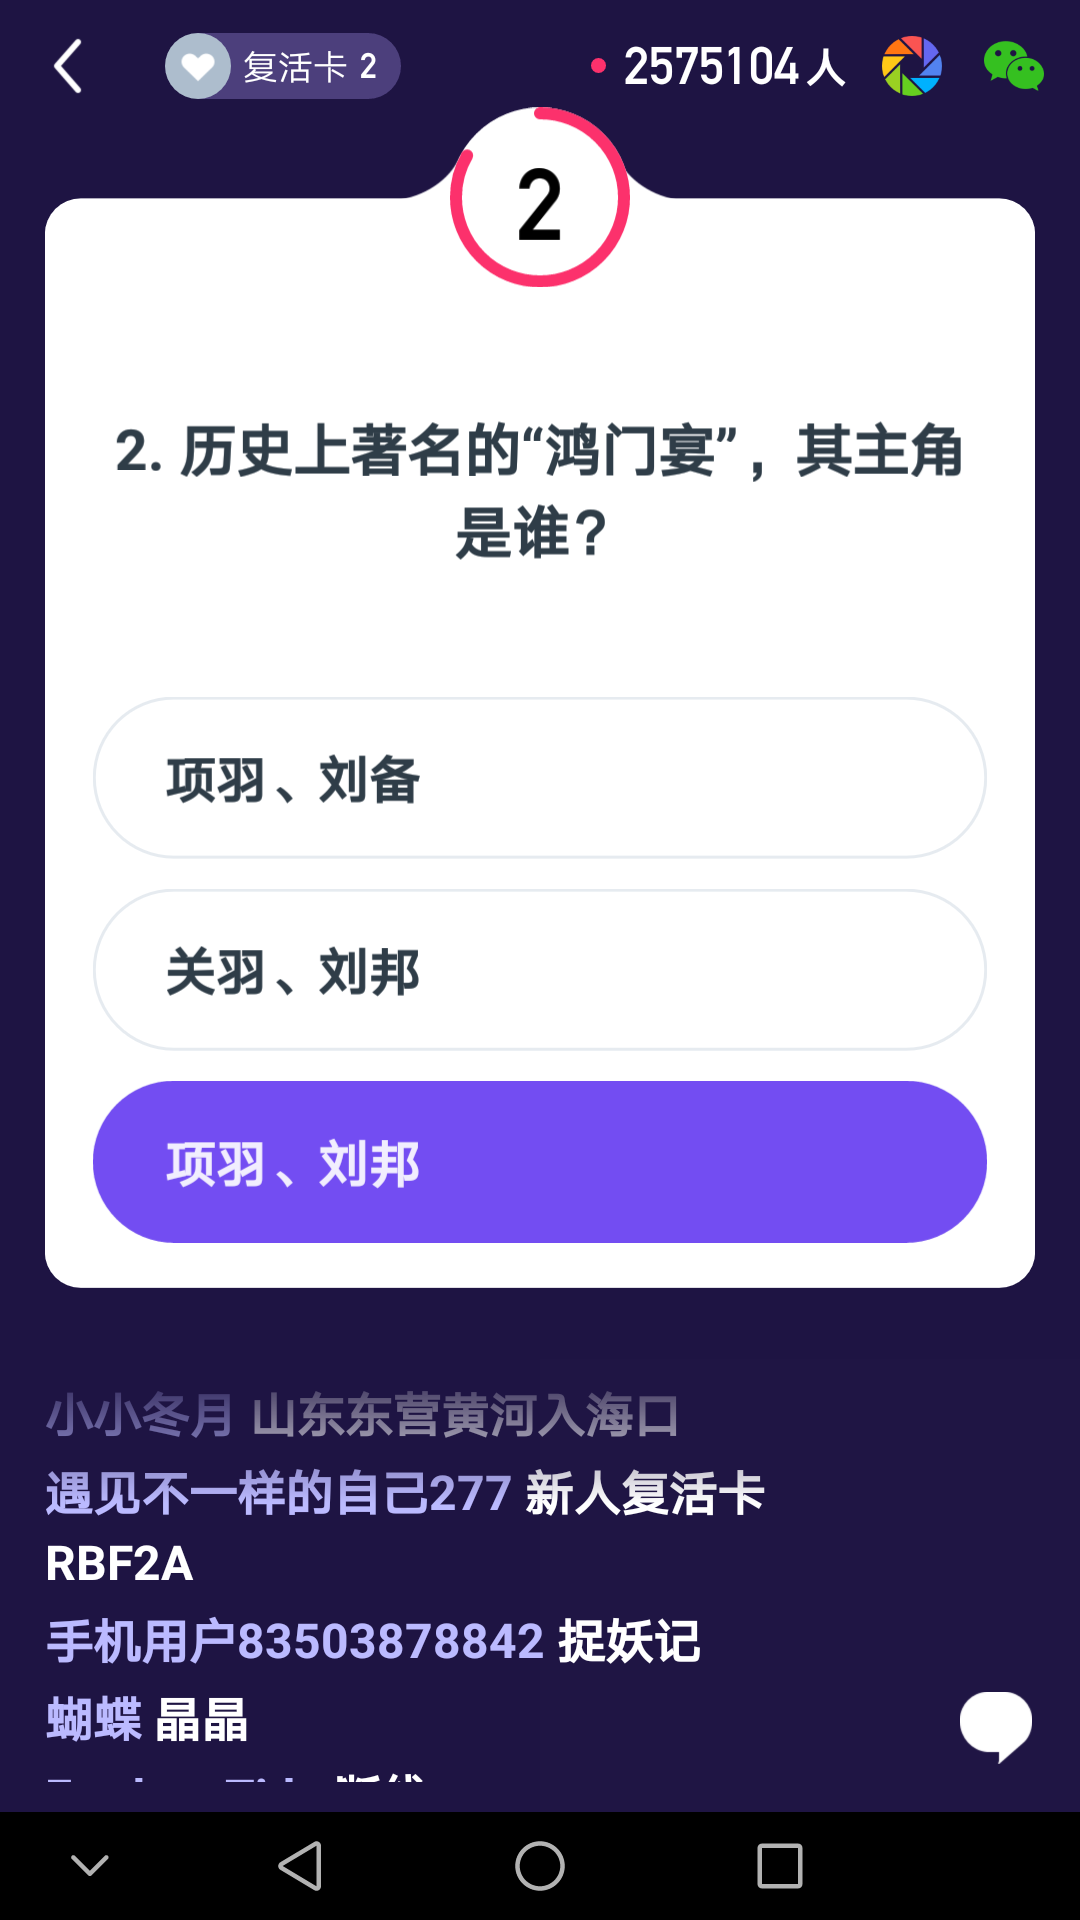 复活卡 2
2575104人
2
2. 历史上著名的“鸿门宴”，其主角
是谁？
项羽、刘备
关羽、刘邦
项羽、刘邦
小小冬月 山东东营黄河入海口
遇见不一样的自己277 新人复活卡
RBF2A
手机用户83503878842 捉妖记
蝴蝶 晶晶